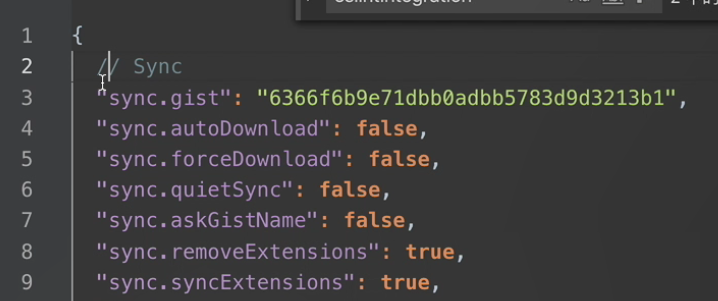 1 {
2 // Sync
3 "sync.gist": "6366f6b9e71dbb0adbb5783d9d3213b1",
4 "sync.autoDownload": false,
5 "sync.forceDownload": false,
6 "sync.quietSync": false,
7 "sync.askGistName": false,
8 "sync.removeExtensions": true,
9 "sync.syncExtensions": true,